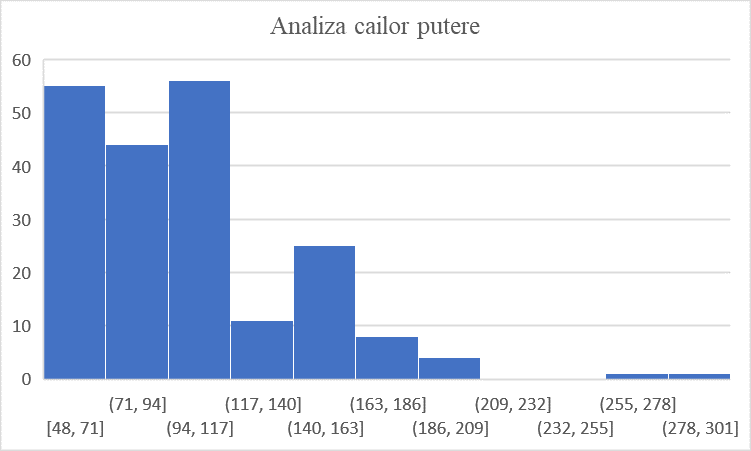 Analiza cailor putere
60
50
40
30
20
10
0
(71, 94] (117, 140] (163, 186] (209, 232] (255, 278]
[48, 71] (94, 117] (140, 163] (186, 209] (232, 255] (278, 301]